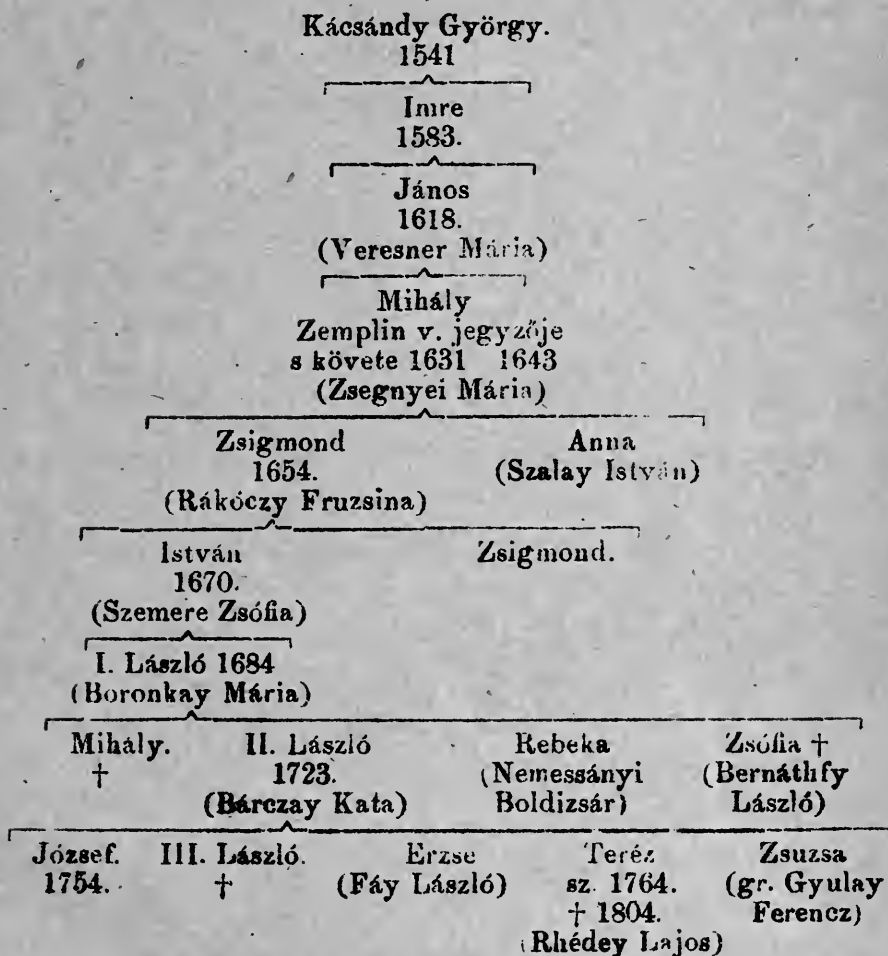 Kácsándy György.
1541
Imre
1583.
János
1618.
(Veresner Mária)
Mihály
Zemplin v. jegyzője
s követe 1631 1643
(Zsegnyei Mária)
Zsigmond Anna
1654. (Szalay István)
(Rákóczy Fruzsina)
István Zsigmond.
1670.
(Szemere Zsófia)
I. László 1684
(Boronkay Mária)
Mihály. II. László Rebeka Zsófia †
† 1723. (Nemessányi (Bernáthfy
(Bárczay Kata) Boldizsár) László)
József. III. László. Erzse Teréz Zsuzsa
1754. † (Fáy László) sz. 1764. (gr. Gyulay
† 1804. Ferencz)
(Rhédey Lajos)